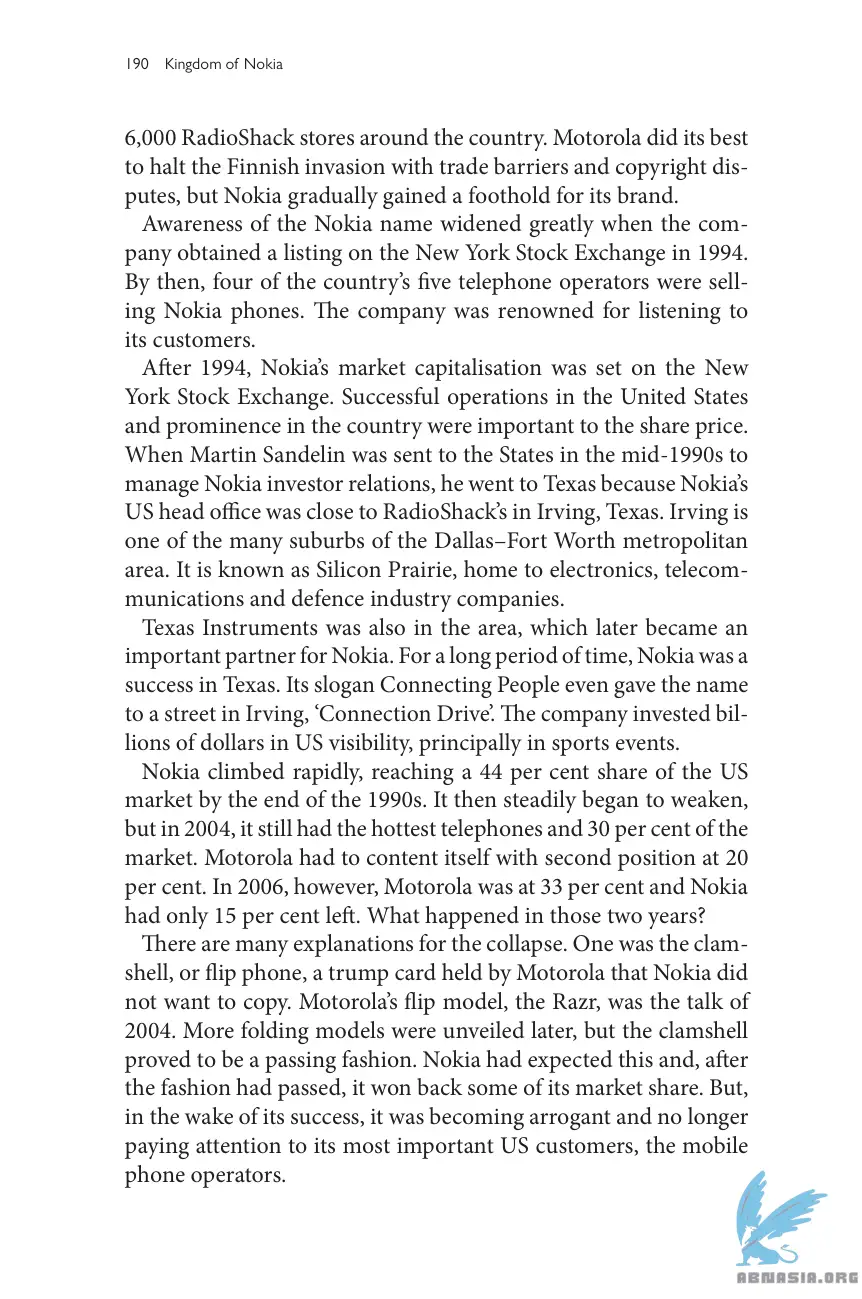 190 Kingdom of Nokia
6,000 RadioShack stores around the country. Motorola did its best
to halt the Finnish invasion with trade barriers and copyright dis-
putes, but Nokia gradually gained a foothold for its brand.
Awareness of the Nokia name widened greatly when the com-
pany obtained a listing on the New York Stock Exchange in 1994.
By then, four of the country’s five telephone operators were sell-
ing Nokia phones. The company was renowned for listening to
its customers.
After 1994, Nokia’s market capitalisation was set on the New
York Stock Exchange. Successful operations in the United States
and prominence in the country were important to the share price.
When Martin Sandelin was sent to the States in the mid-1990s to
manage Nokia investor relations, he went to Texas because Nokia’s
US head office was close to RadioShack’s in Irving, Texas. Irving is
one of the many suburbs of the Dallas–Fort Worth metropolitan
area. It is known as Silicon Prairie, home to electronics, telecom-
munications and defence industry companies.
Texas Instruments was also in the area, which later became an
important partner for Nokia. For a long period of time, Nokia was a
success in Texas. Its slogan Connecting People even gave the name
to a street in Irving, ‘Connection Drive’. The company invested bil-
lions of dollars in US visibility, principally in sports events.
Nokia climbed rapidly, reaching a 44 per cent share of the US
market by the end of the 1990s. It then steadily began to weaken,
but in 2004, it still had the hottest telephones and 30 per cent of the
market. Motorola had to content itself with second position at 20
per cent. In 2006, however, Motorola was at 33 per cent and Nokia
had only 15 per cent left. What happened in those two years?
There are many explanations for the collapse. One was the clam-
shell, or flip phone, a trump card held by Motorola that Nokia did
not want to copy. Motorola’s flip model, the Razr, was the talk of
2004. More folding models were unveiled later, but the clamshell
proved to be a passing fashion. Nokia had expected this and, after
the fashion had passed, it won back some of its market share. But,
in the wake of its success, it was becoming arrogant and no longer
paying attention to its most important US customers, the mobile
phone operators.
ABNASIA.ORG